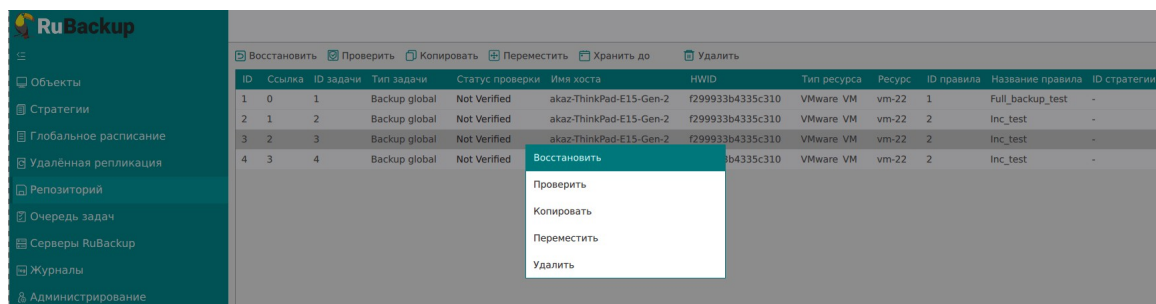 RuBackup
Восстановить Проверить Копировать Переместить Хранить до Удалить
Объекты
Стратегии
Глобальное расписание
Удалённая репликация
Репозиторий
Очередь задач
Серверы RuBackup
Журналы
Администрирование
ID Ссылка ID задачи Тип задачи Статус проверки Имя хоста HWID Тип ресурса Ресурс ID правила Название правила ID стратегии
1 0 1 Backup global Not Verified akaz-ThinkPad-E15-Gen-2 f299933b4335c310 VMware VM vm-22 1 Full_backup_test -
2 1 2 Backup global Not Verified akaz-ThinkPad-E15-Gen-2 f299933b4335c310 VMware VM vm-22 2 Inc_test -
3 2 3 Backup global Not Verified akaz-ThinkPad-E15-Gen-2 f299933b4335c310 VMware VM vm-22 2 Inc_test -
4 3 4 Backup global Not Verified b4335c310 VMware VM vm-22 2 Inc_test -
Восстановить
Проверить
Копировать
Переместить
Удалить